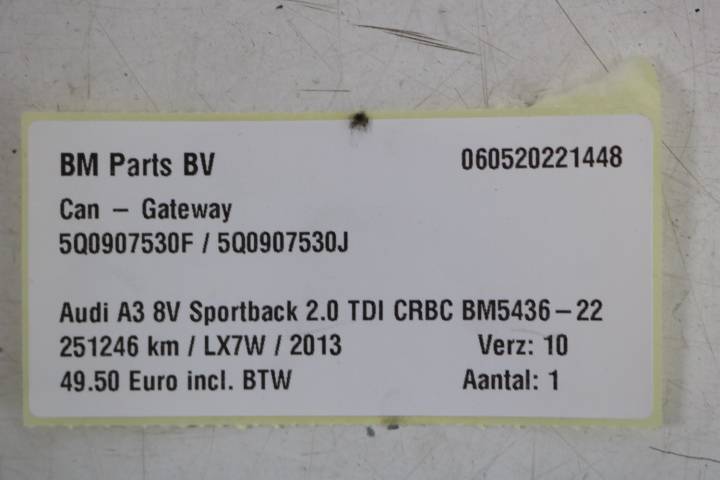 BM Parts BV 060520221448
Can – Gateway
5Q0907530F / 5Q0907530J
Audi A3 8V Sportback 2.0 TDI CRBC BM5436–22
251246 km / LX7W / 2013 Verz: 10
49.50 Euro incl. BTW Aantal: 1